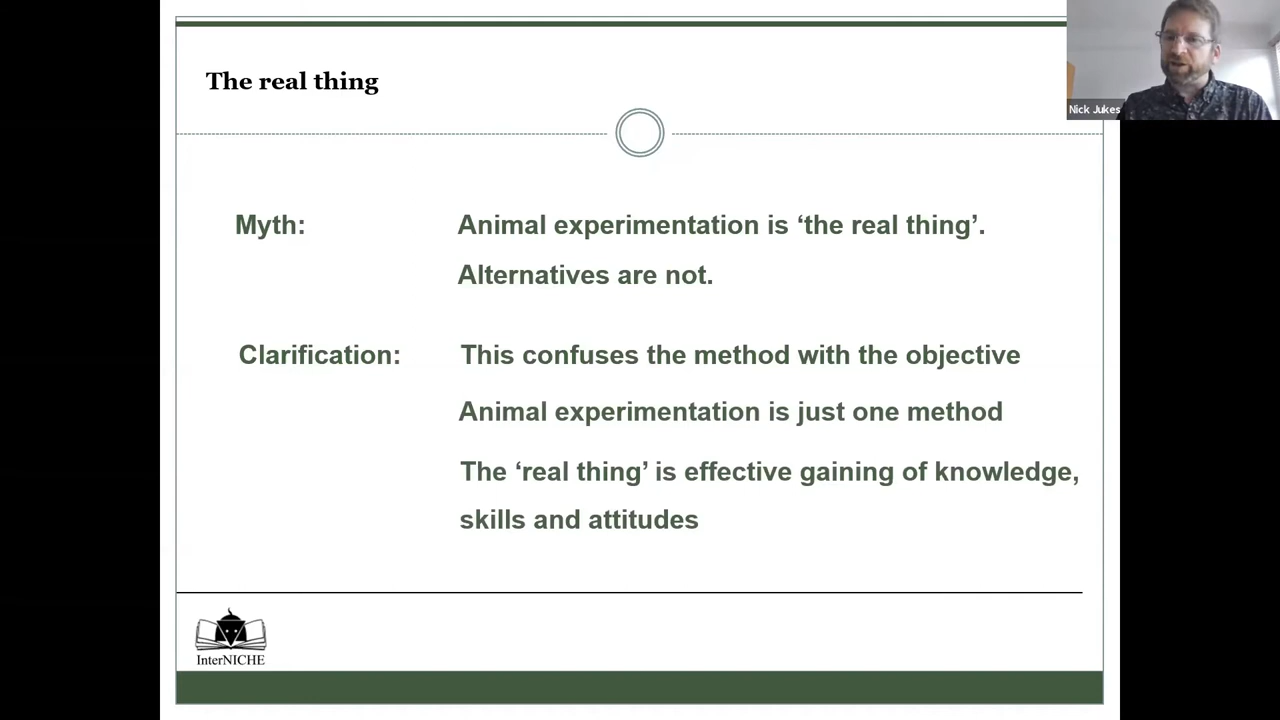 The real thing
Nick Jukes
Myth:
Animal experimentation is ‘the real thing’.
Alternatives are not.
Clarification:
This confuses the method with the objective
Animal experimentation is just one method
The ‘real thing’ is effective gaining of knowledge,
skills and attitudes
InterNICHE